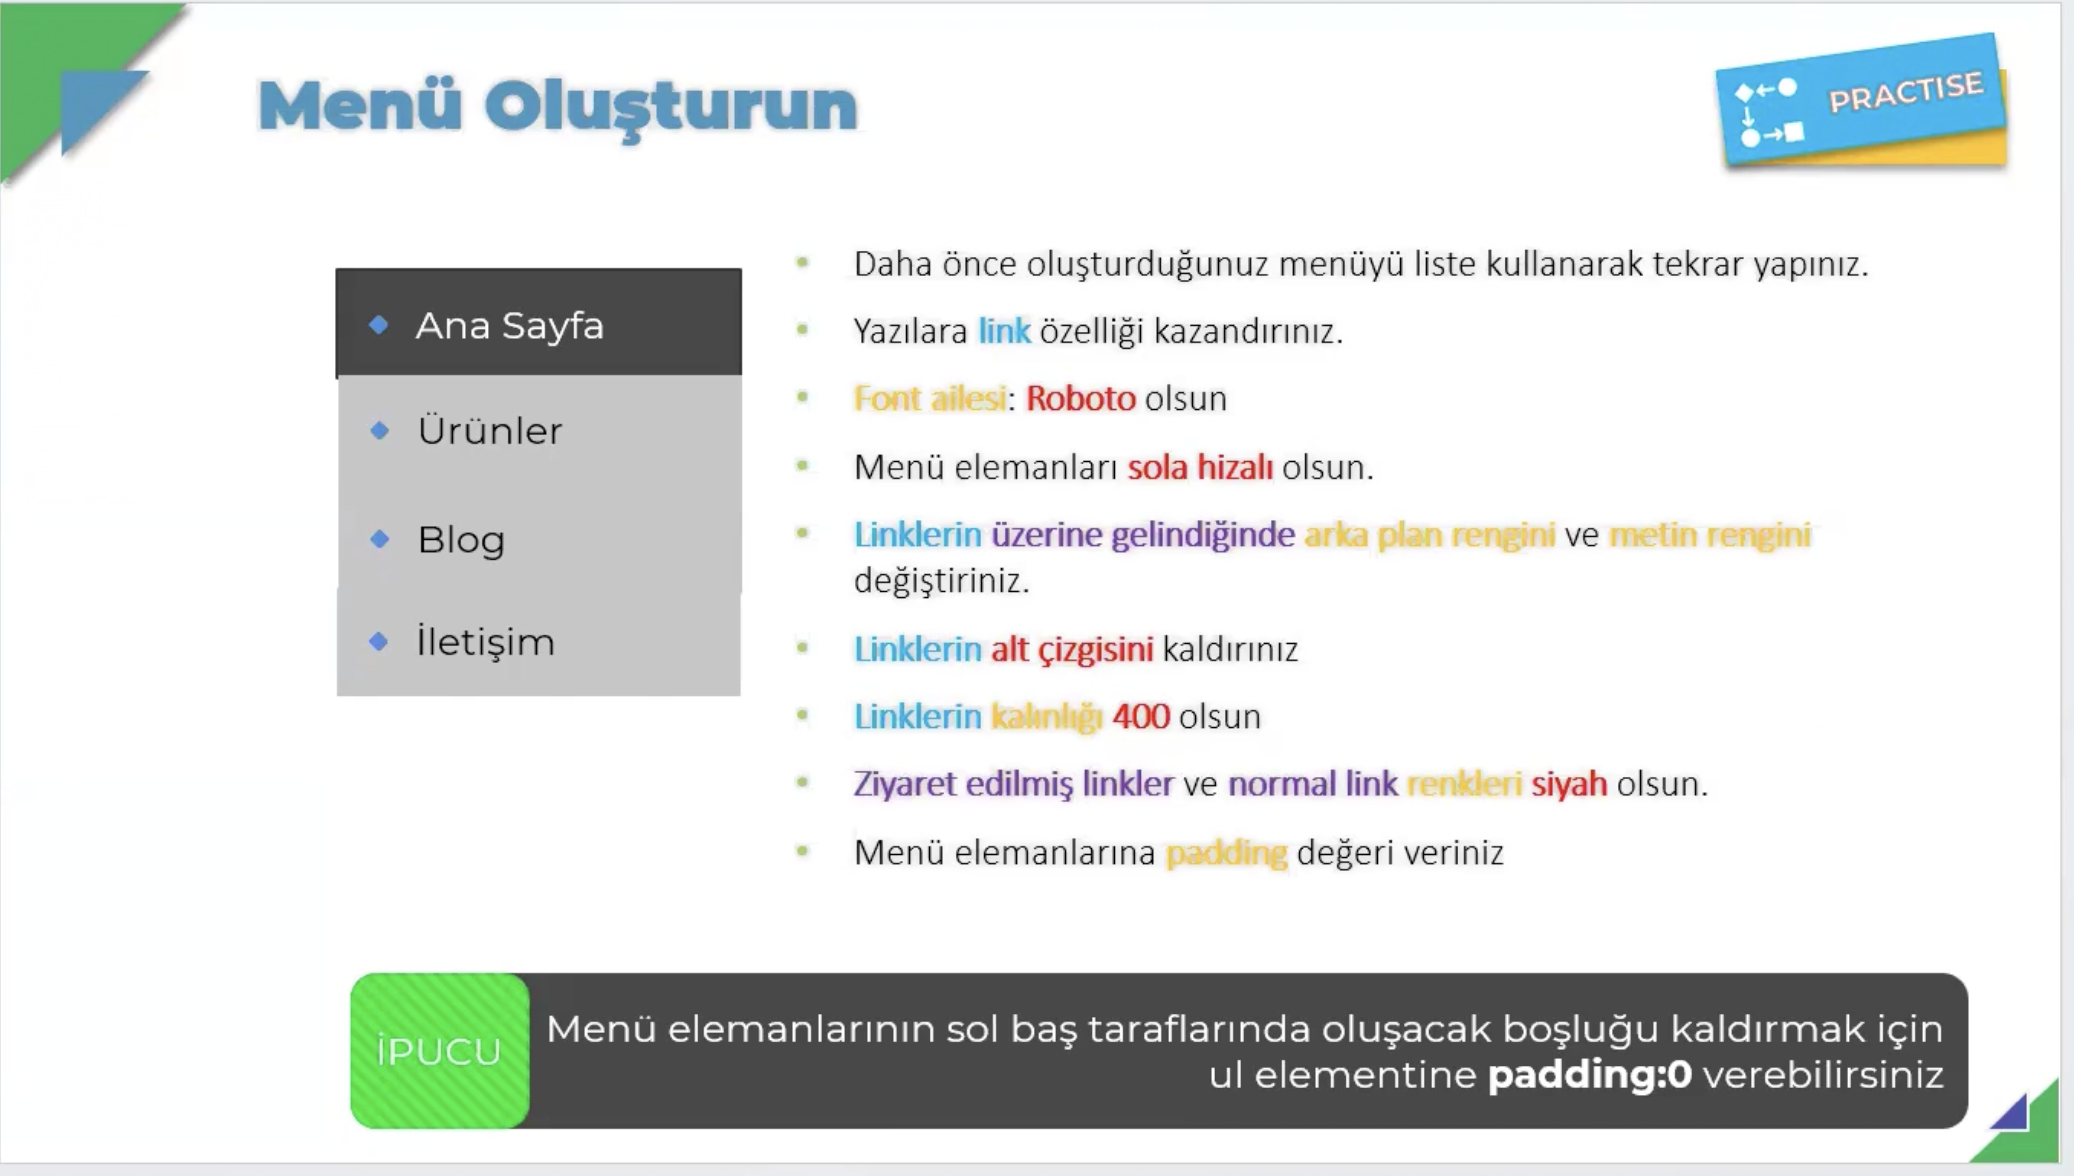 Menü Oluşturun
PRACTISE
Ana Sayfa
Ürünler
Blog
İletişim
Daha önce oluşturduğunuz menüyü liste kullanarak tekrar yapınız.
Yazılara link özelliği kazandırınız.
Font ailesi: Roboto olsun
Menü elemanları sola hizalı olsun.
Linklerin üzerine gelindiğinde arka plan rengini ve metin rengini
değiştiriniz.
Linklerin alt çizgisini kaldırınız
Linklerin kalınlığı 400 olsun
Ziyaret edilmiş linkler ve normal link renkleri siyah olsun.
Menü elemanlarına padding değeri veriniz
İPUCU
Menü elemanlarının sol baş taraflarında oluşacak boşluğu kaldırmak için
ul elementine padding:0 verebilirsiniz